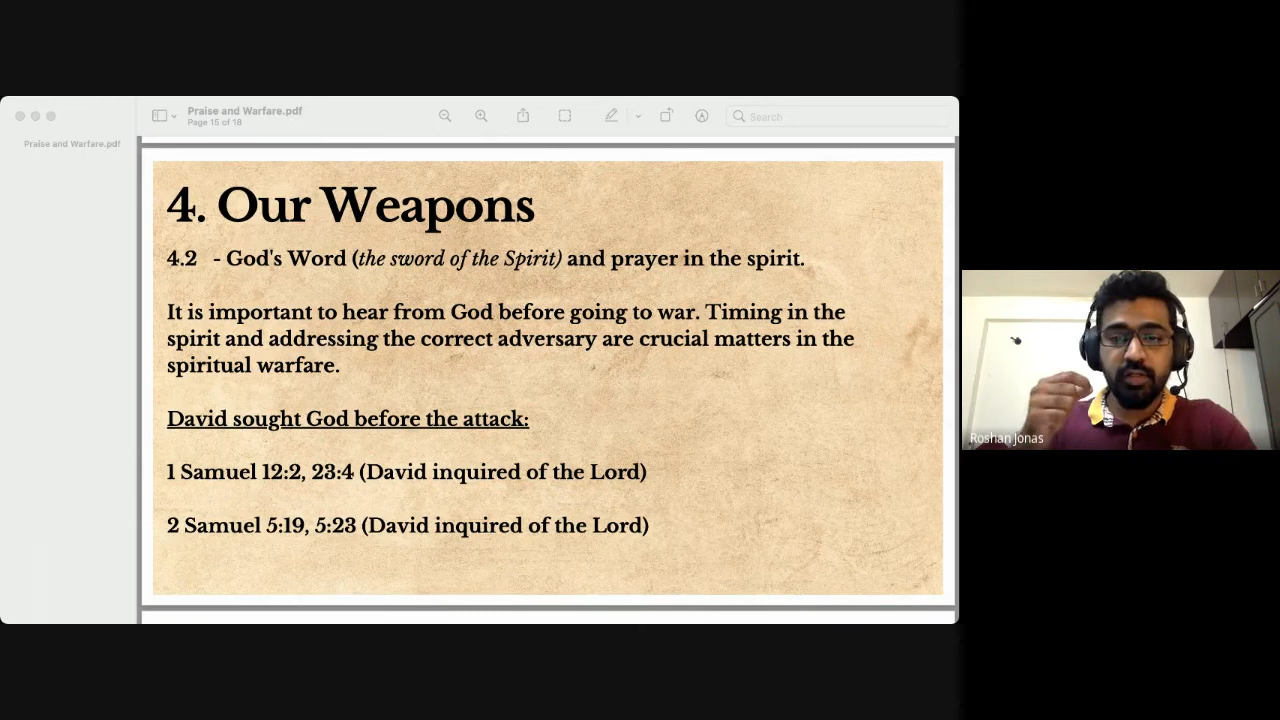 Praise and Warfare.pdf
Page 15 of 18
Search
Praise and Warfare.pdf
4. Our Weapons
4.2 - God's Word (the sword of the Spirit) and prayer in the spirit.
It is important to hear from God before going to war. Timing in the
spirit and addressing the correct adversary are crucial matters in the
spiritual warfare.
David sought God before the attack:
1 Samuel 12:2, 23:4 (David inquired of the Lord)
2 Samuel 5:19, 5:23 (David inquired of the Lord)
Roshan Jonas